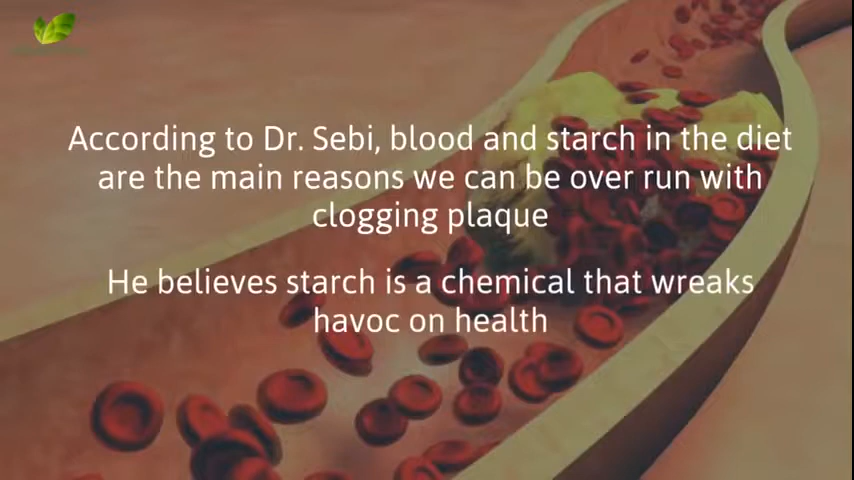 According to Dr. Sebi, blood and starch in the diet
are the main reasons we can be over run with
clogging plaque
He believes starch is a chemical that wreaks
havoc on health